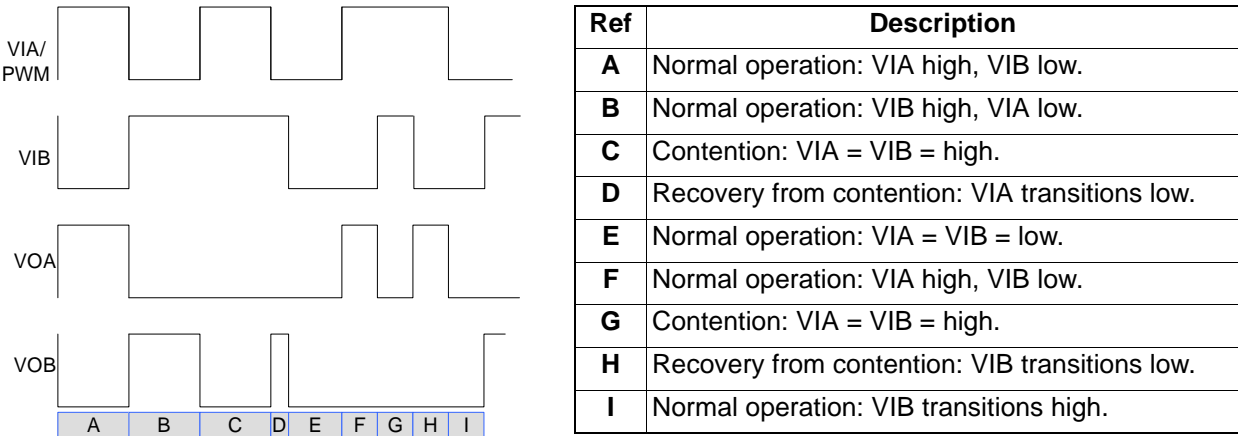 VIA/
PWM
VIB
VOA
VOB
A B C D E F G H I
Ref Description
A Normal operation: VIA high, VIB low.
B Normal operation: VIB high, VIA low.
C Contention: VIA = VIB = high.
D Recovery from contention: VIA transitions low.
E Normal operation: VIA = VIB = low.
F Normal operation: VIA high, VIB low.
G Contention: VIA = VIB = high.
H Recovery from contention: VIB transitions low.
I Normal operation: VIB transitions high.